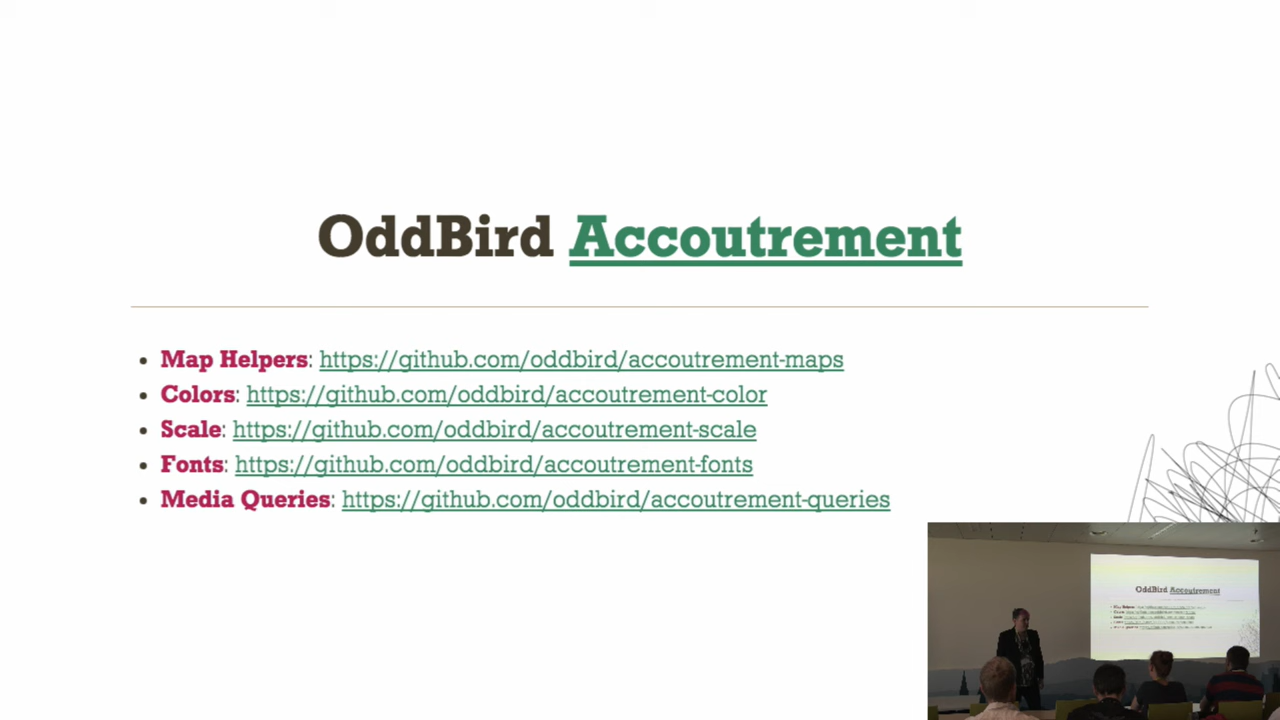 OddBird Accoutrement
Map Helpers: https://github.com/oddbird/accoutrement-maps
Colors: https://github.com/oddbird/accoutrement-color
Scale: https://github.com/oddbird/accoutrement-scale
Fonts: https://github.com/oddbird/accoutrement-fonts
Media Queries: https://github.com/oddbird/accoutrement-queries
OddBird Accoutrement